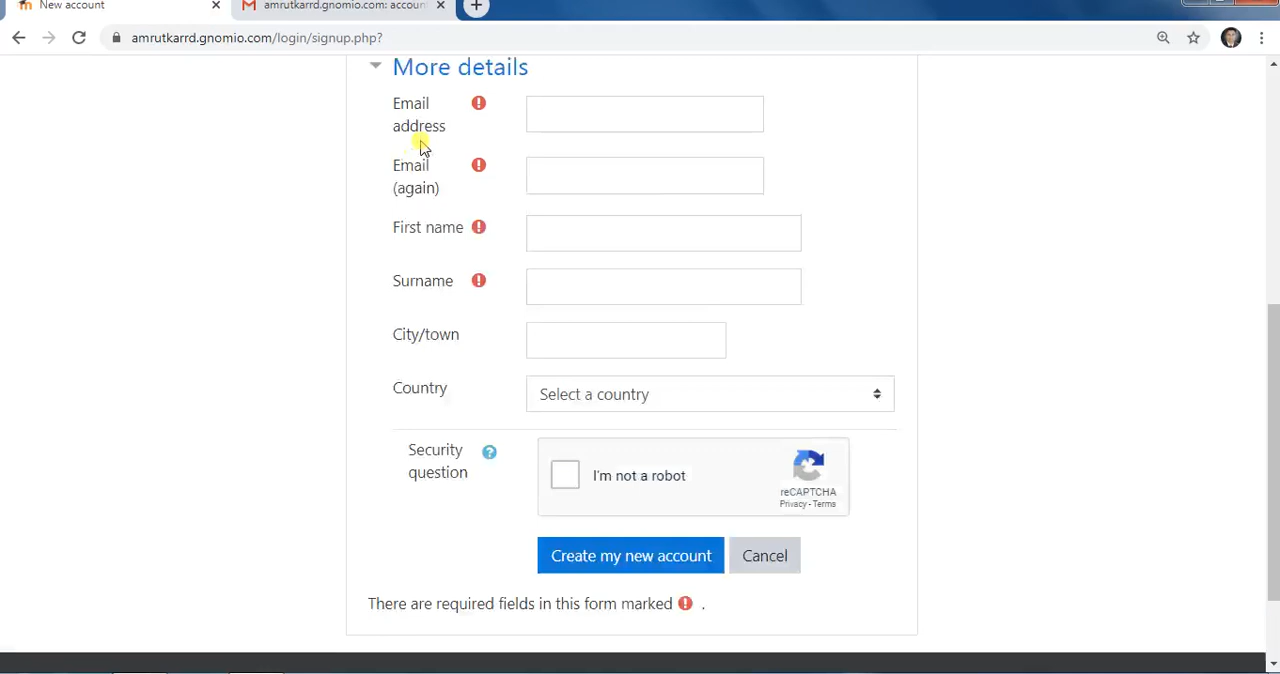 New account
amrutkarrd.gnomio.com: accoun
amrutkarrd.gnomio.com/login/signup.php?
More details
Email
address
Email
(again)
First name
Surname
City/town
Country
Select a country
Security
question
I'm not a robot
reCAPTCHA
Privacy - Terms
Create my new account
Cancel
There are required fields in this form marked .